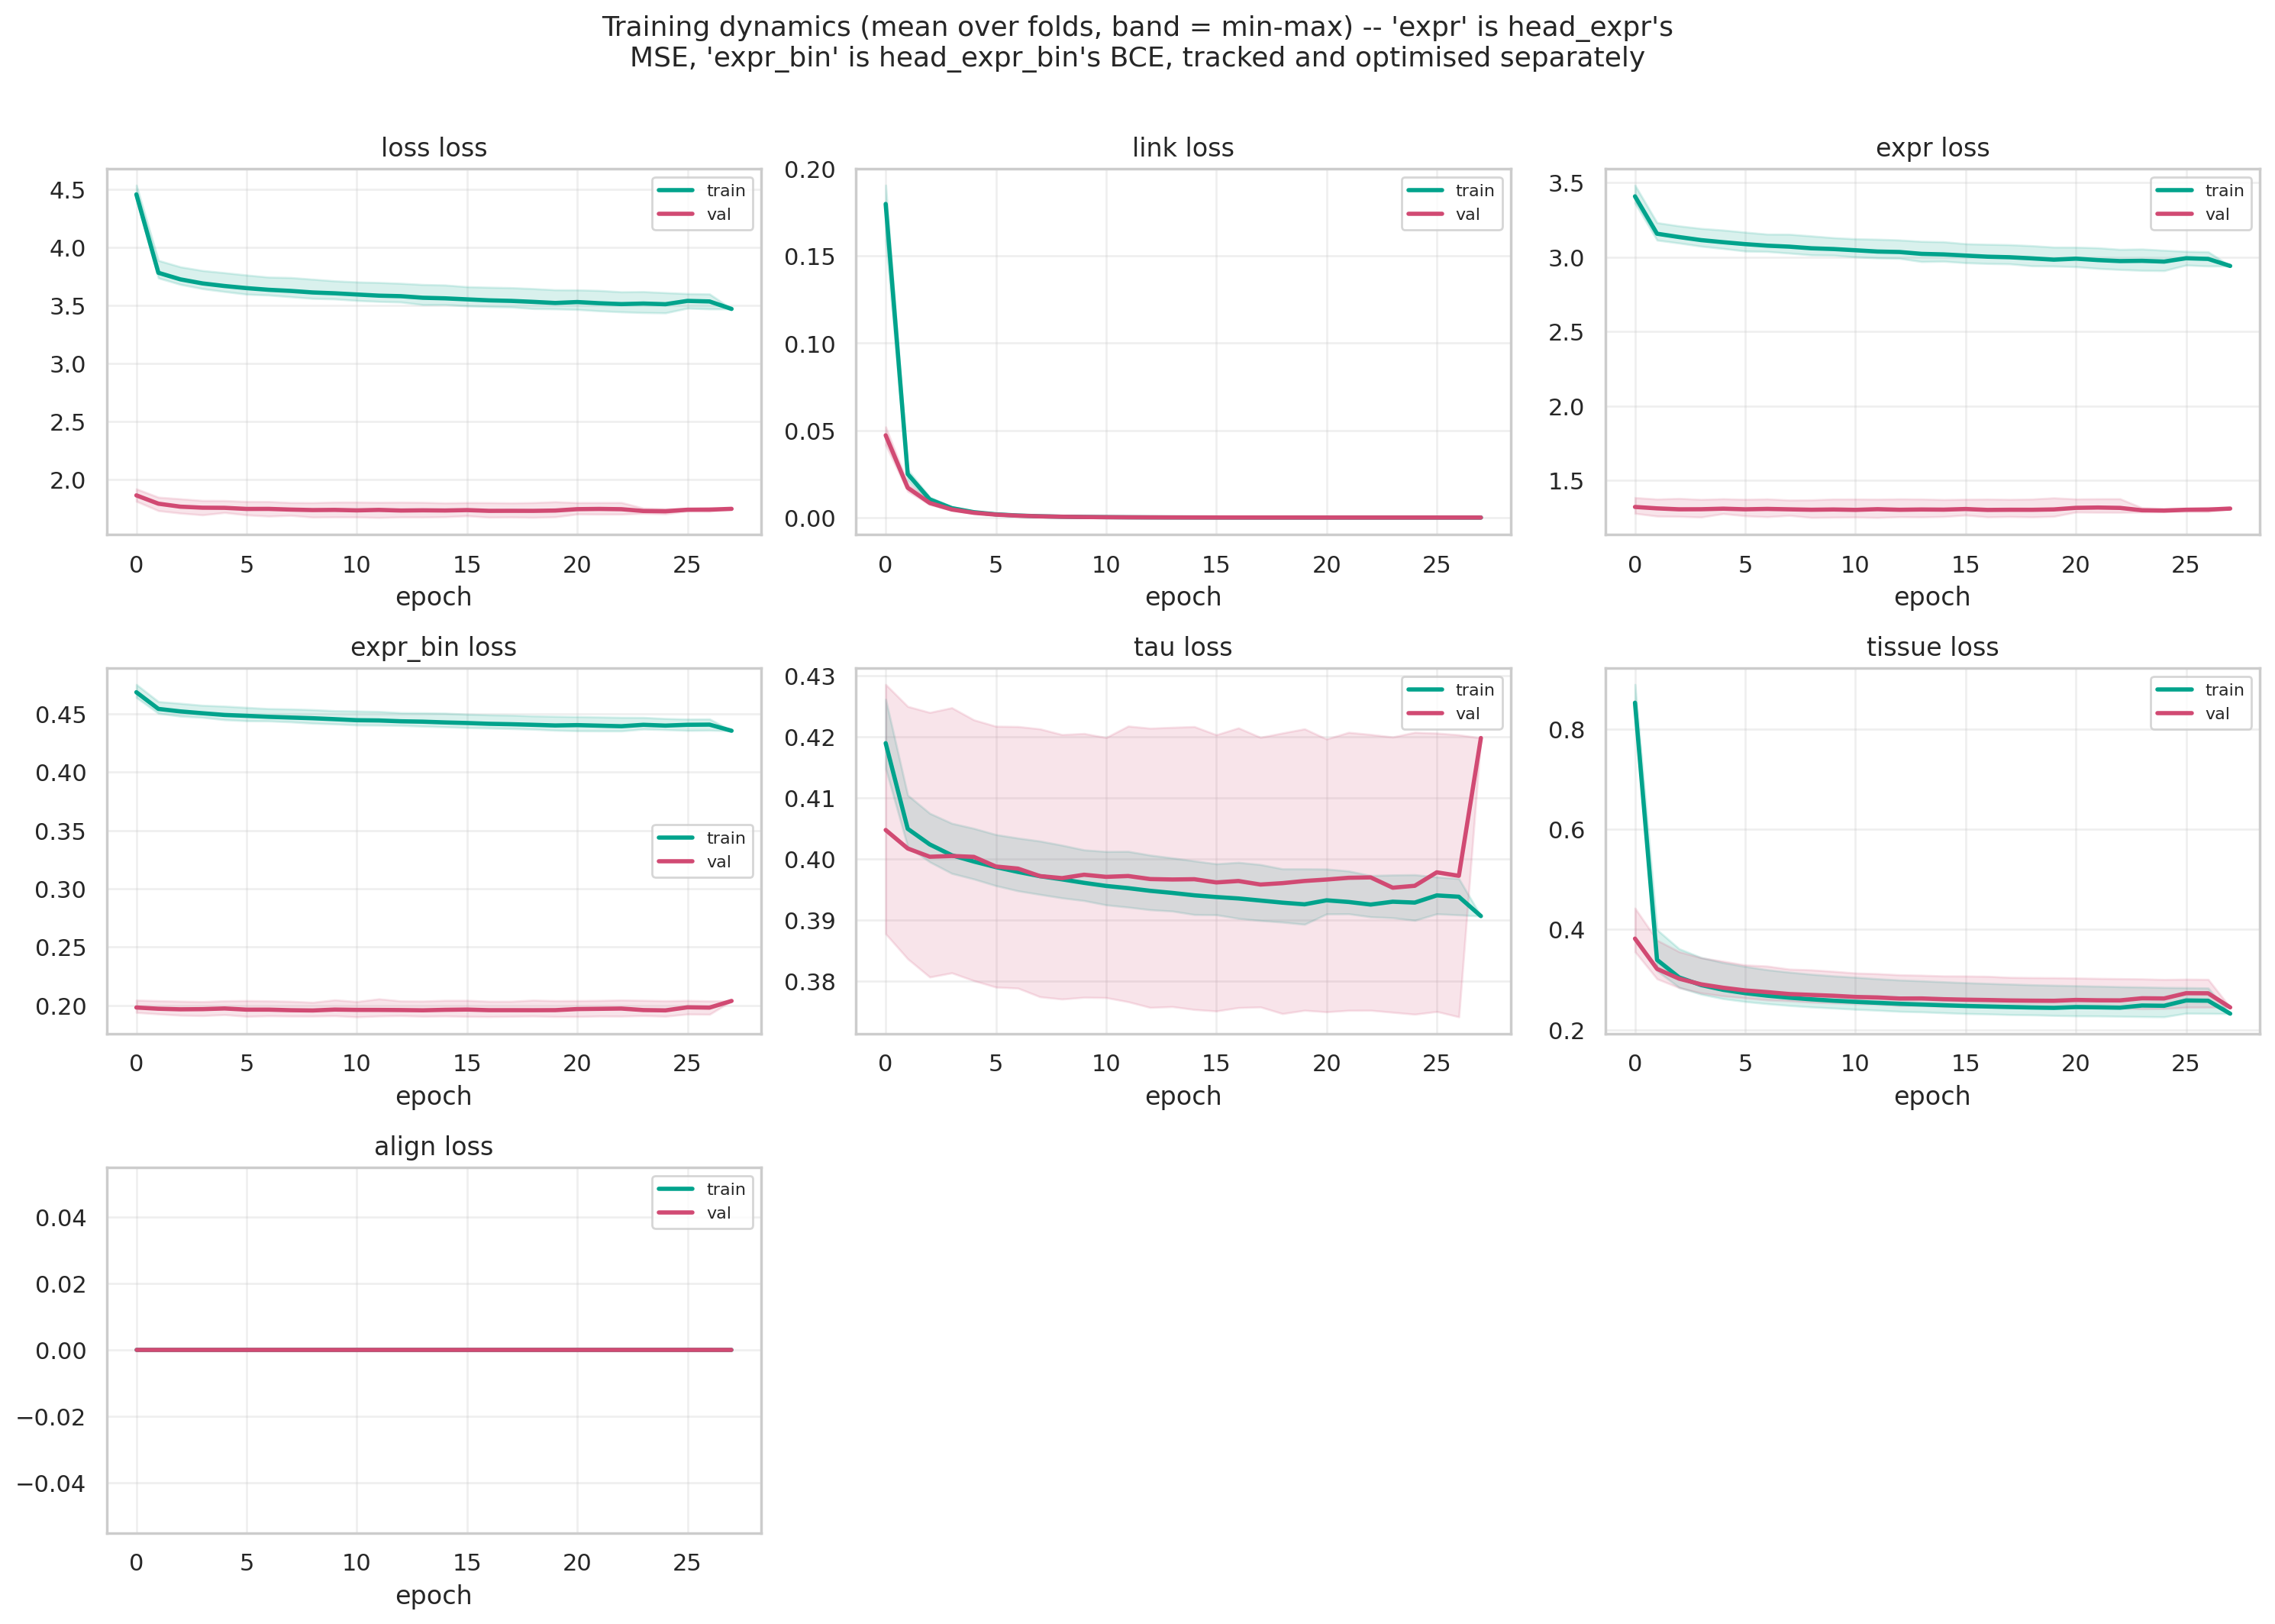 Training dynamics (mean over folds, band = min-max) -- 'expr' is head_expr's
MSE, 'expr_bin' is head_expr_bin's BCE, tracked and optimised separately
loss loss
4.5
4.0
3.5
3.0
2.5
2.0
train
val
0 5 10 15 20 25
epoch
link loss
0.20
0.15
0.10
0.05
0.00
train
val
0 5 10 15 20 25
epoch
expr loss
3.5
3.0
2.5
2.0
1.5
train
val
0 5 10 15 20 25
epoch
expr_bin loss
0.45
0.40
0.35
0.30
0.25
0.20
train
val
0 5 10 15 20 25
epoch
tau loss
0.43
0.42
0.41
0.40
0.39
0.38
train
val
0 5 10 15 20 25
epoch
tissue loss
0.8
0.6
0.4
0.2
train
val
0 5 10 15 20 25
epoch
align loss
0.04
0.02
0.00
−0.02
−0.04
train
val
0 5 10 15 20 25
epoch